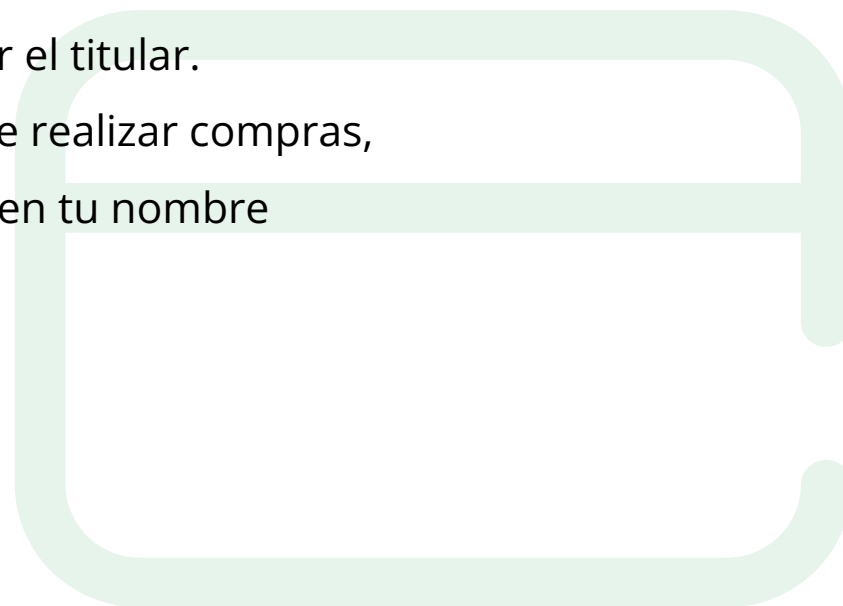 r el titular.
e realizar compras,
en tu nombre